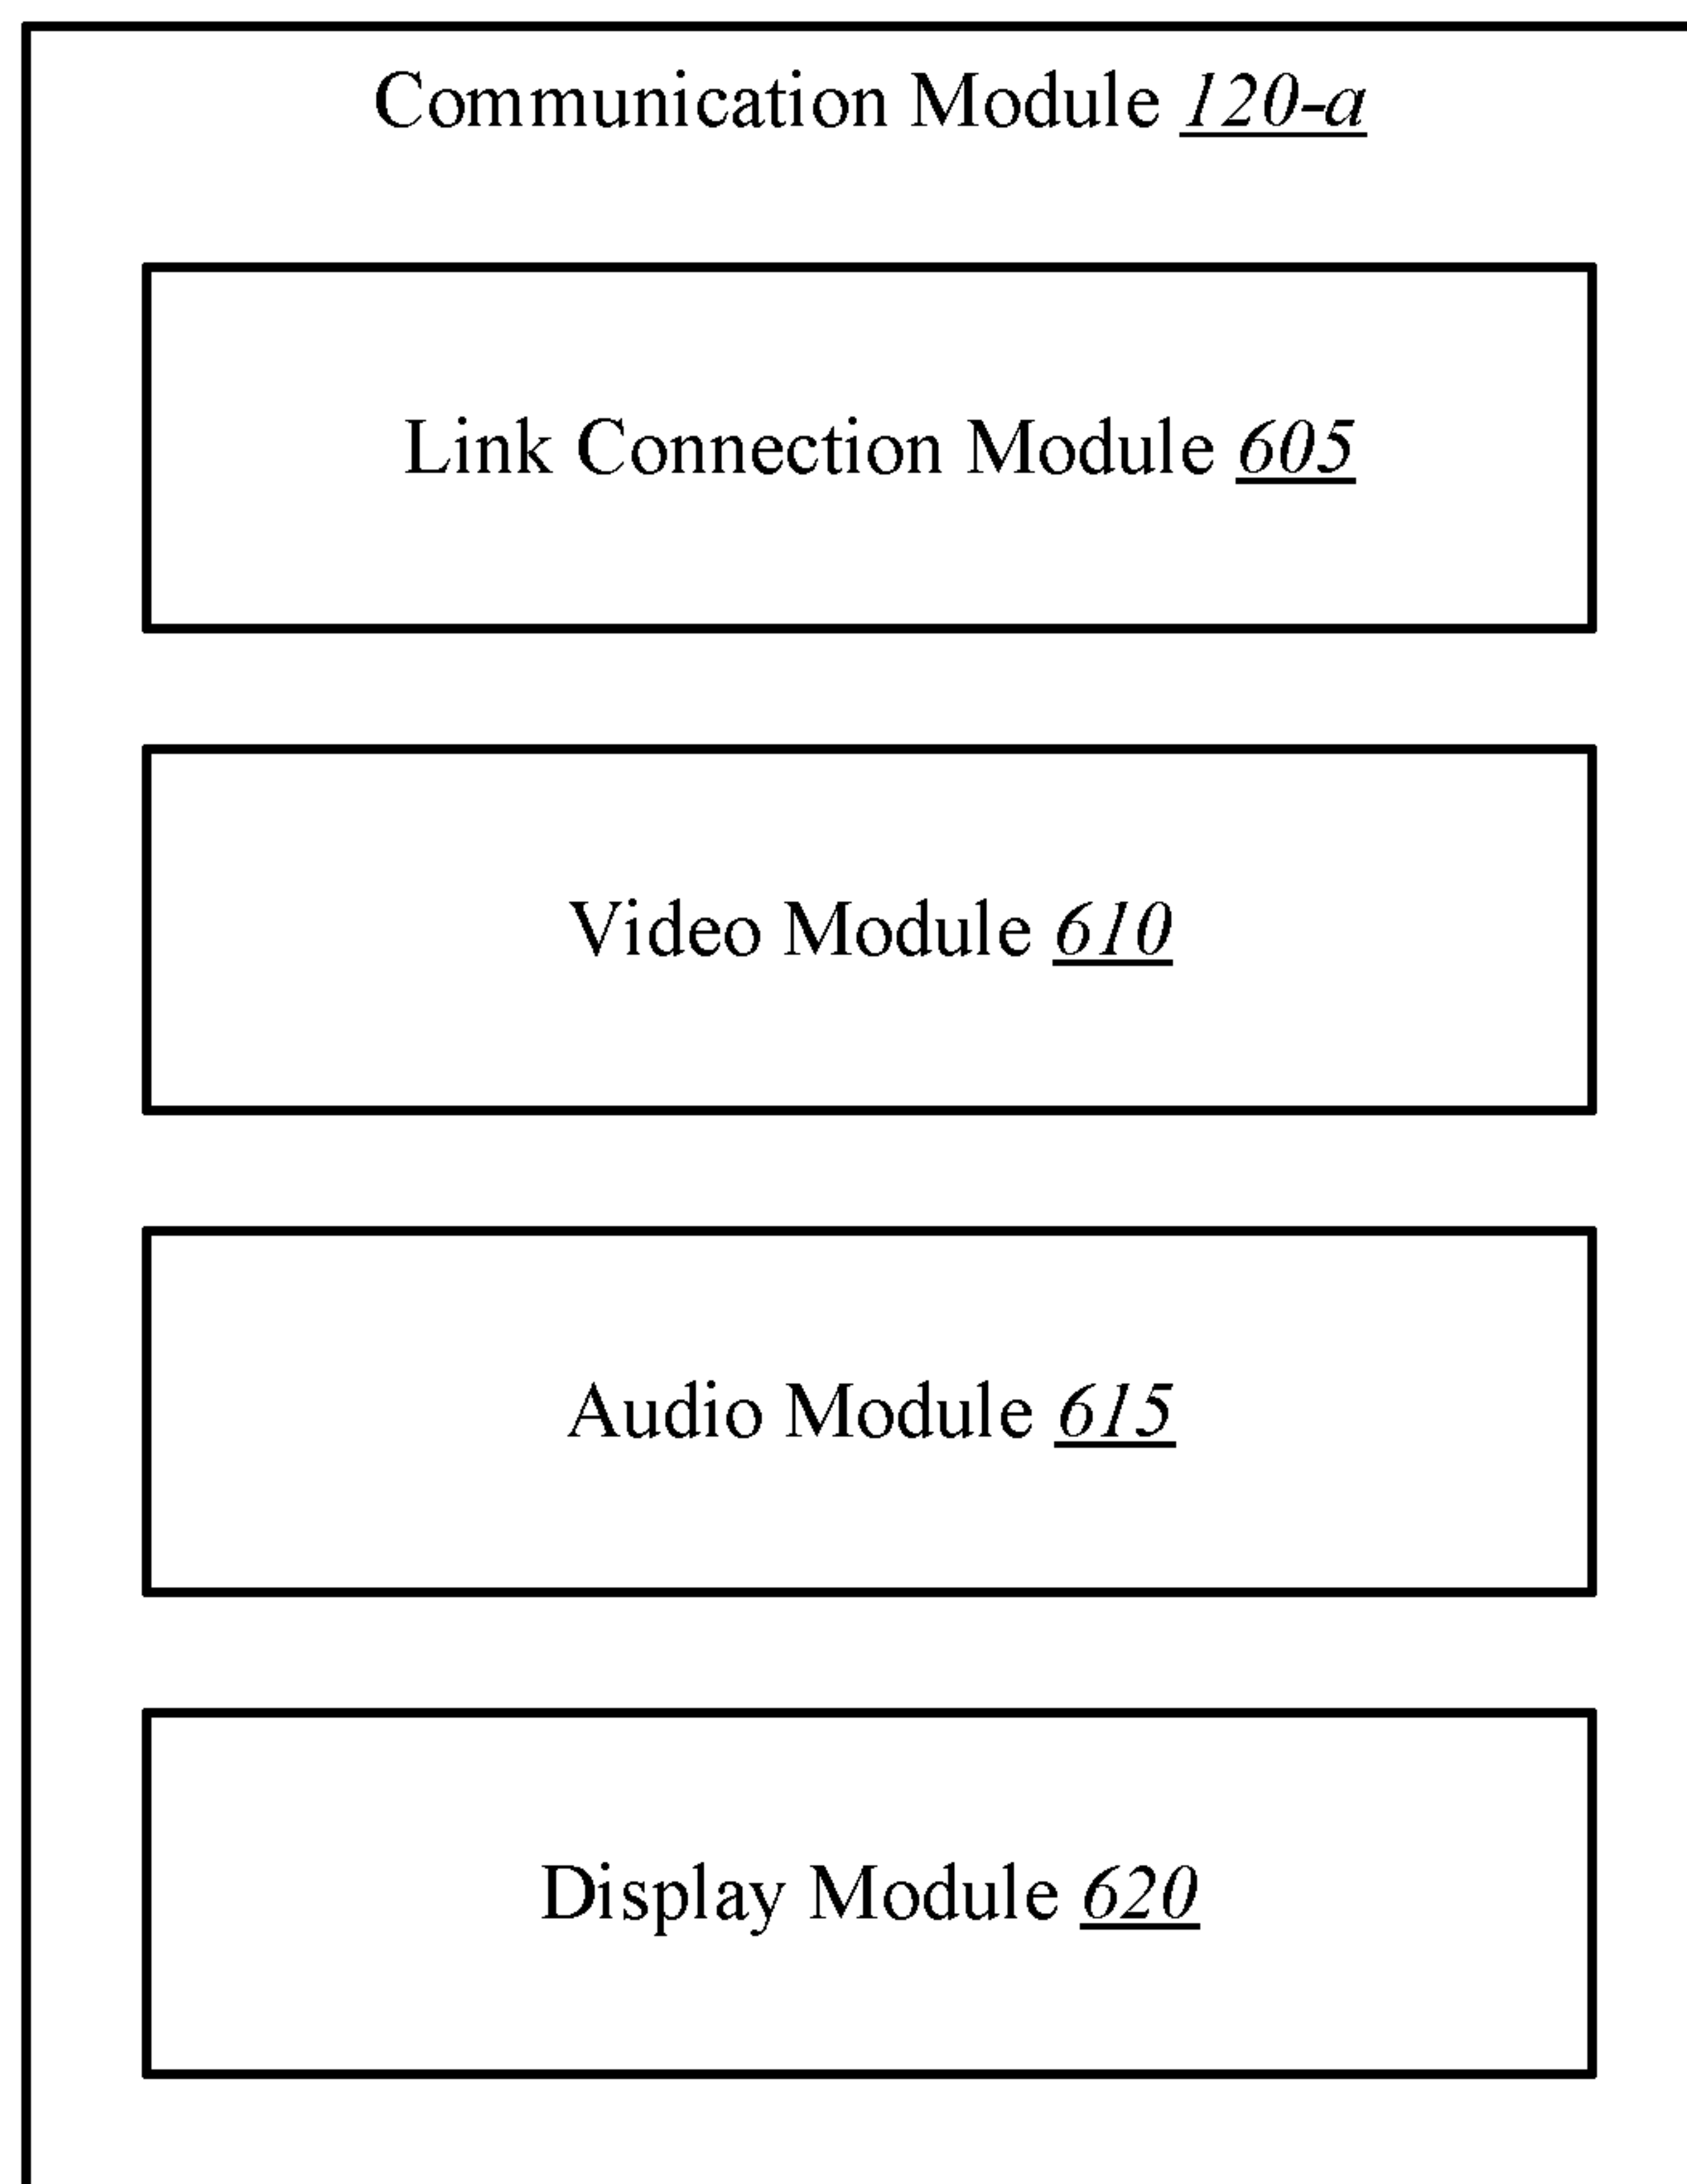 Communication Module 120-a
Link Connection Module 605
Video Module 610
Audio Module 615
Display Module 620